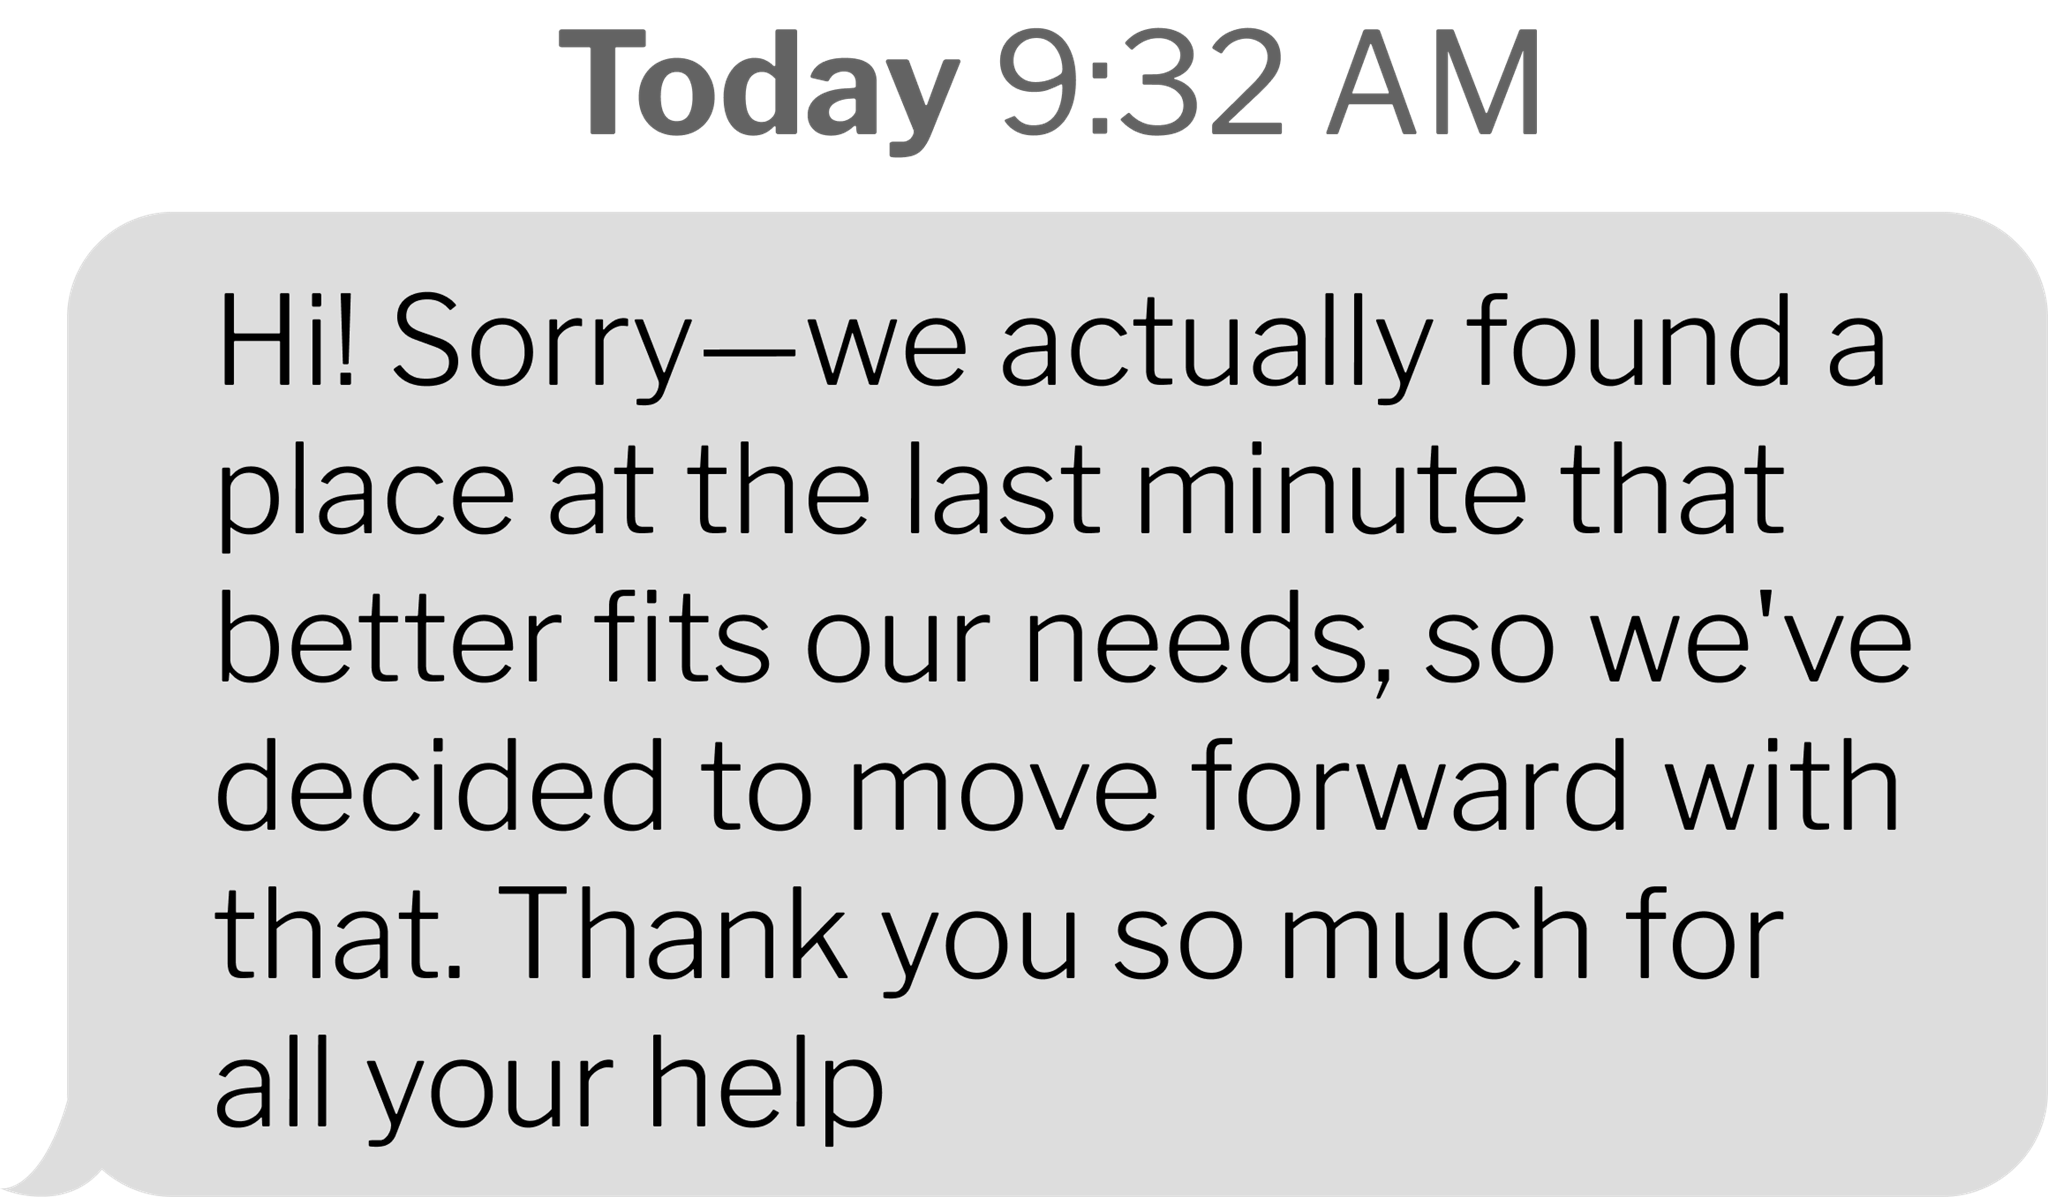 Today 9:32 AM
Hi! Sorry—we actually found a
place at the last minute that
better fits our needs, so we've
decided to move forward with
that. Thank you so much for
all your help